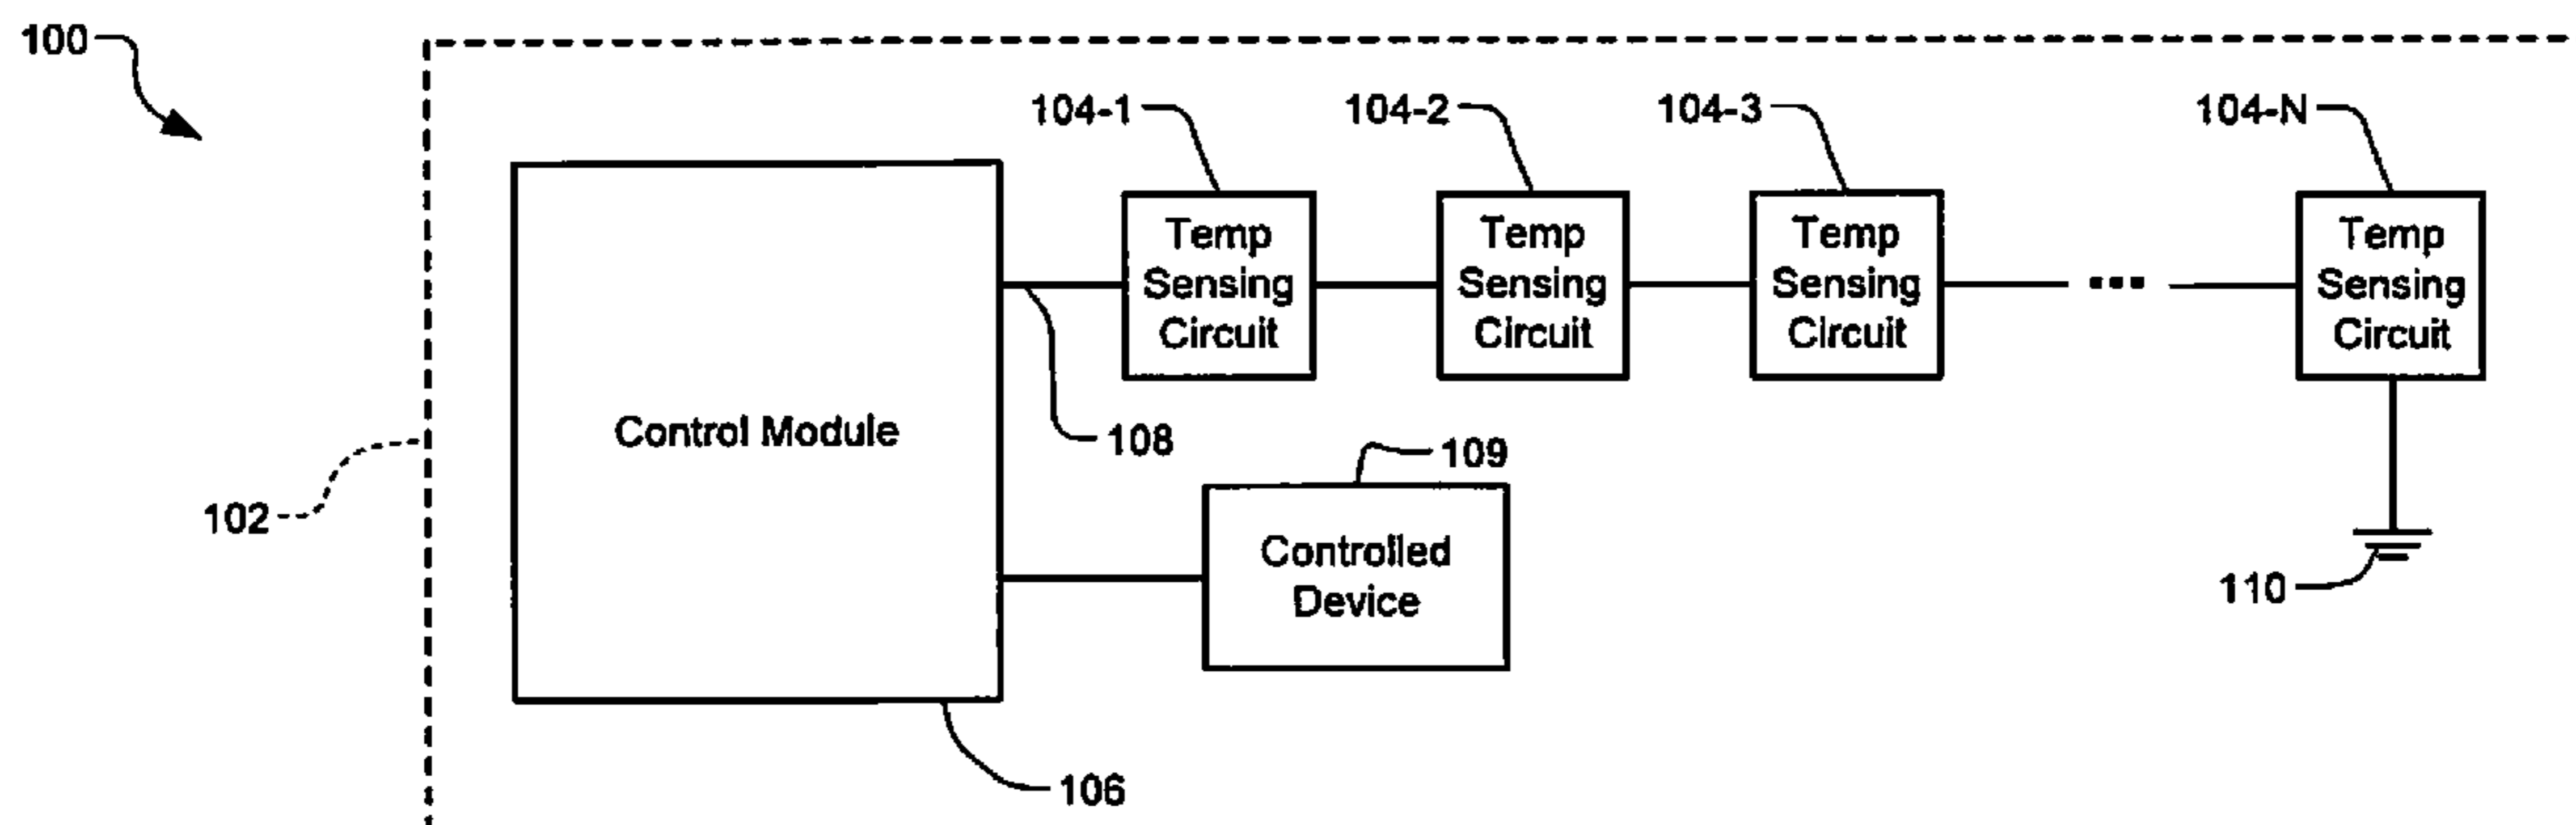 100
104-1
104-2
104-3
104-N
Temp
Sensing
Circuit
Temp
Sensing
Circuit
Temp
Sensing
Circuit
...
Temp
Sensing
Circuit
Control Module
108
109
102
Controlled
Device
110
106